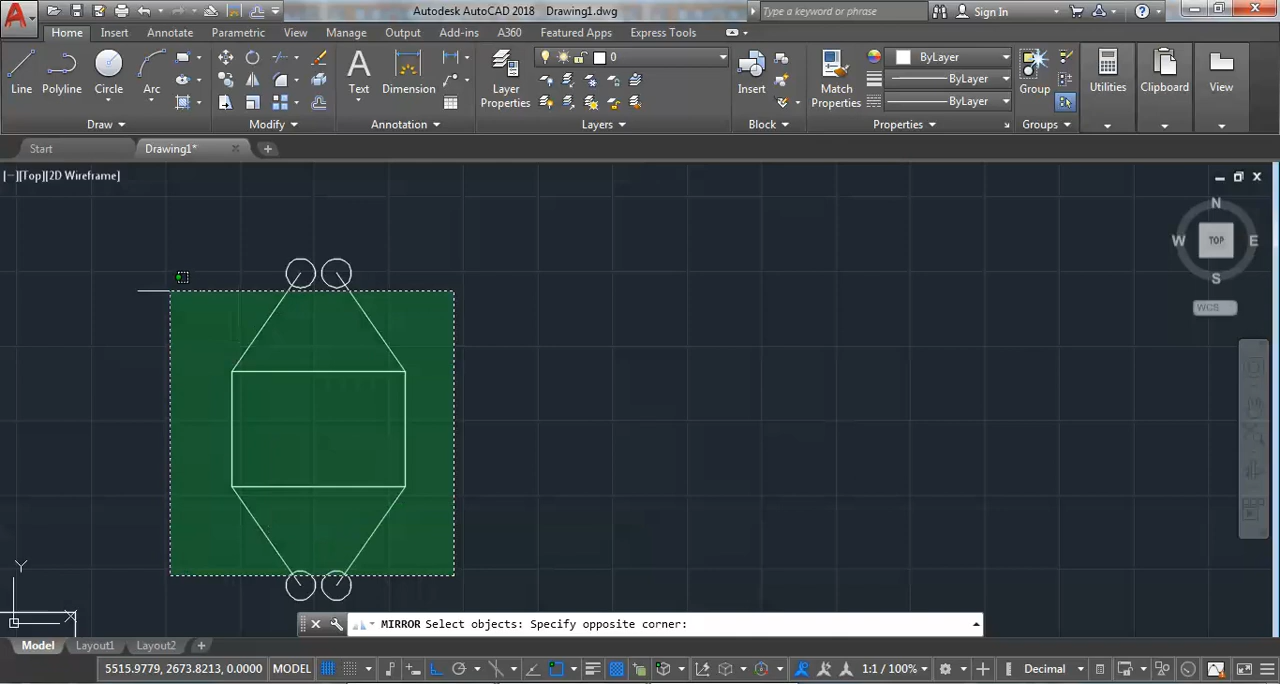 Autodesk AutoCAD 2018 Drawing1.dwg
Type a keyword or phrase
Sign In
Home Insert Annotate Parametric View Manage Output Add-ins A360 Featured Apps Express Tools
Line Polyline Circle Arc
Text Dimension
Layer Properties
0
Insert
Match Properties
ByLayer
ByLayer
ByLayer
Group
Utilities
Clipboard
View
Draw Modify Annotation Layers Block Properties Groups
Start Drawing1*
[−][Top][2D Wireframe]
N
W TOP E
S
WCS
Y
X
MIRROR Select objects: Specify opposite corner:
Model Layout1 Layout2
5515.9779, 2673.8213, 0.0000 MODEL 1:1 / 100% Decimal